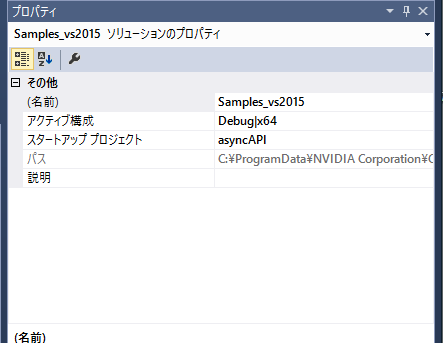 プロパティ
Samples_vs2015 ソリューションのプロパティ
その他
(名前) Samples_vs2015
アクティブ構成 Debug|x64
スタートアップ プロジェクト asyncAPI
パス C:¥ProgramData¥NVIDIA Corporation¥C
説明
(名前)